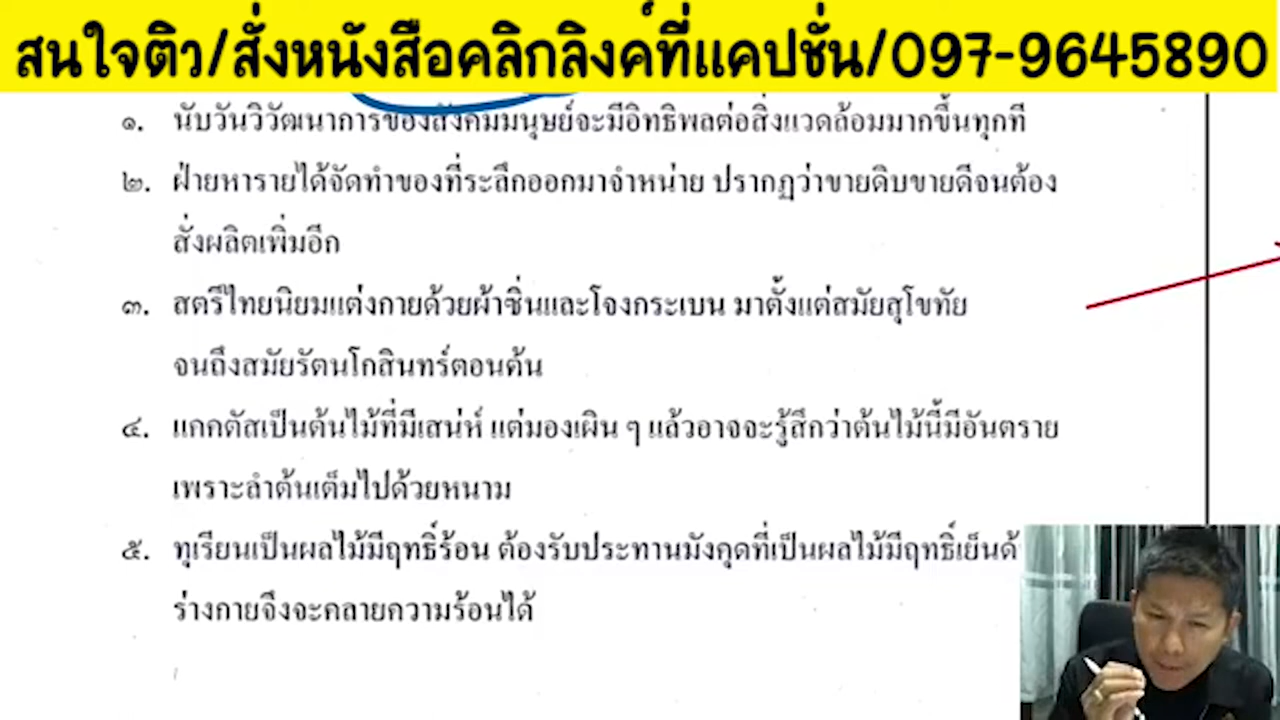 สนใจติว/สั่งหนังสือคลิกลิงค์ที่แคปชั่น/097-9645890
๑. นับวันวิวัฒนาการของสังคมมนุษย์จะมีอิทธิพลต่อสิ่งแวดล้อมมากขึ้นทุกที
๒. ฝ่ายหารายได้จัดทำของที่ระลึกออกมาจำหน่าย ปรากฏว่าขายดิบขายดีจนต้อง
สั่งผลิตเพิ่มอีก
๓. สตรีไทยนิยมแต่งกายด้วยผ้าซิ่นและโจงกระเบน มาตั้งแต่สมัยสุโขทัย
จนถึงสมัยรัตนโกสินทร์ตอนต้น
๔. แคกตัสเป็นต้นไม้ที่มีเสน่ห์ แต่มองเผิน ๆ แล้วอาจจะรู้สึกว่าต้นไม้นี้มีอันตราย
เพราะลำต้นเต็มไปด้วยหนาม
๕. ทุเรียนเป็นผลไม้มีฤทธิ์ร้อน ต้องรับประทานมังคุดที่เป็นผลไม้มีฤทธิ์เย็น
ร่างกายจึงจะคลายความร้อนได้